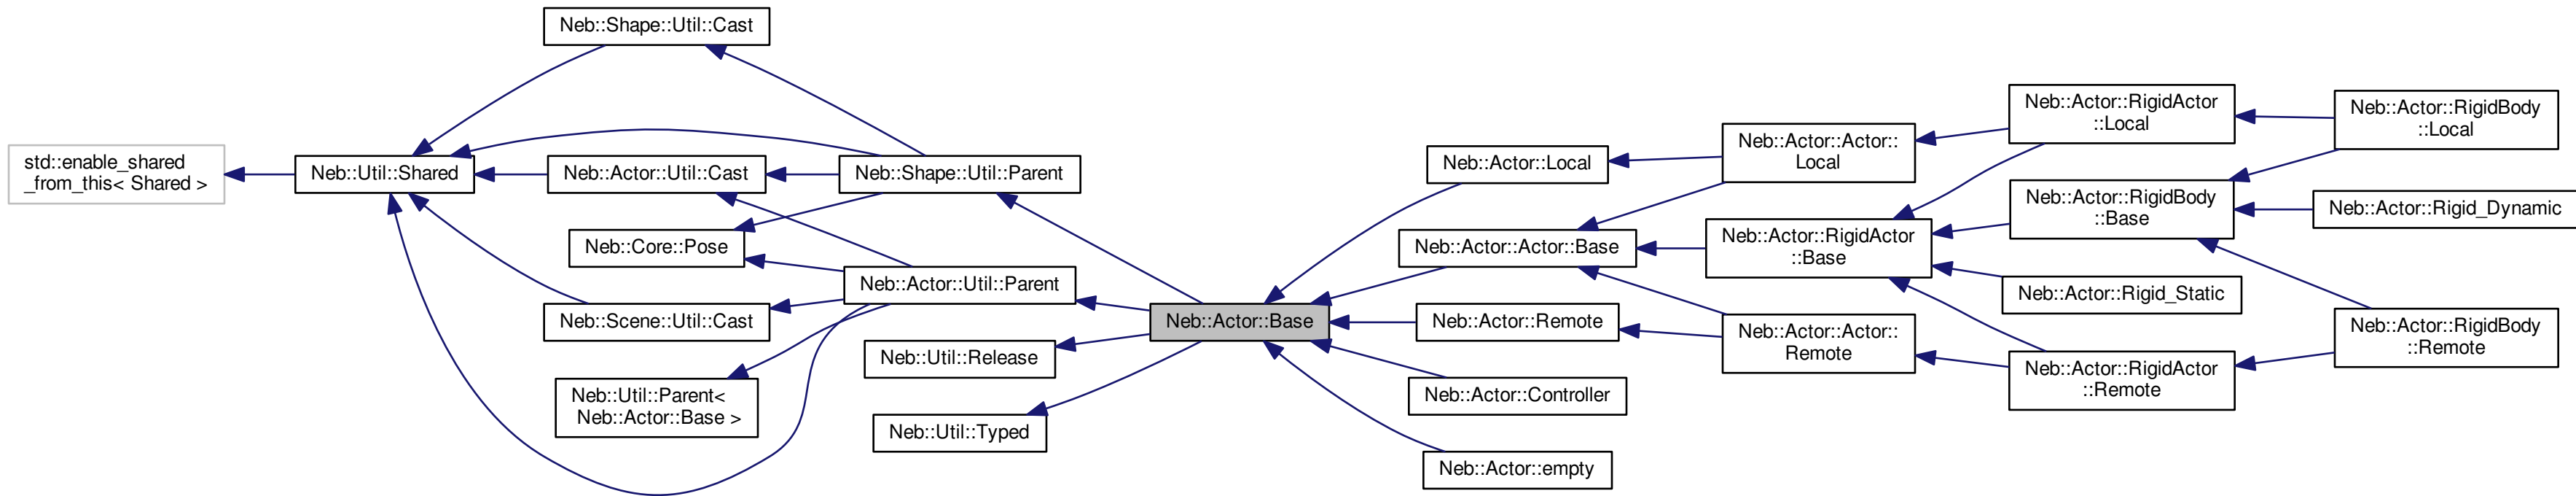 std::enable_shared
_from_this< Shared >
Neb::Util::Shared
Neb::Shape::Util::Cast
Neb::Actor::Util::Cast
Neb::Core::Pose
Neb::Scene::Util::Cast
Neb::Util::Parent<
Neb::Actor::Base >
Neb::Shape::Util::Parent
Neb::Actor::Util::Parent
Neb::Util::Release
Neb::Util::Typed
Neb::Actor::Base
Neb::Actor::Local
Neb::Actor::Actor::Base
Neb::Actor::Remote
Neb::Actor::Controller
Neb::Actor::empty
Neb::Actor::Actor::
Local
Neb::Actor::RigidActor
::Base
Neb::Actor::Actor::
Remote
Neb::Actor::RigidActor
::Local
Neb::Actor::RigidBody
::Base
Neb::Actor::Rigid_Static
Neb::Actor::RigidActor
::Remote
Neb::Actor::RigidBody
::Local
Neb::Actor::Rigid_Dynamic
Neb::Actor::RigidBody
::Remote